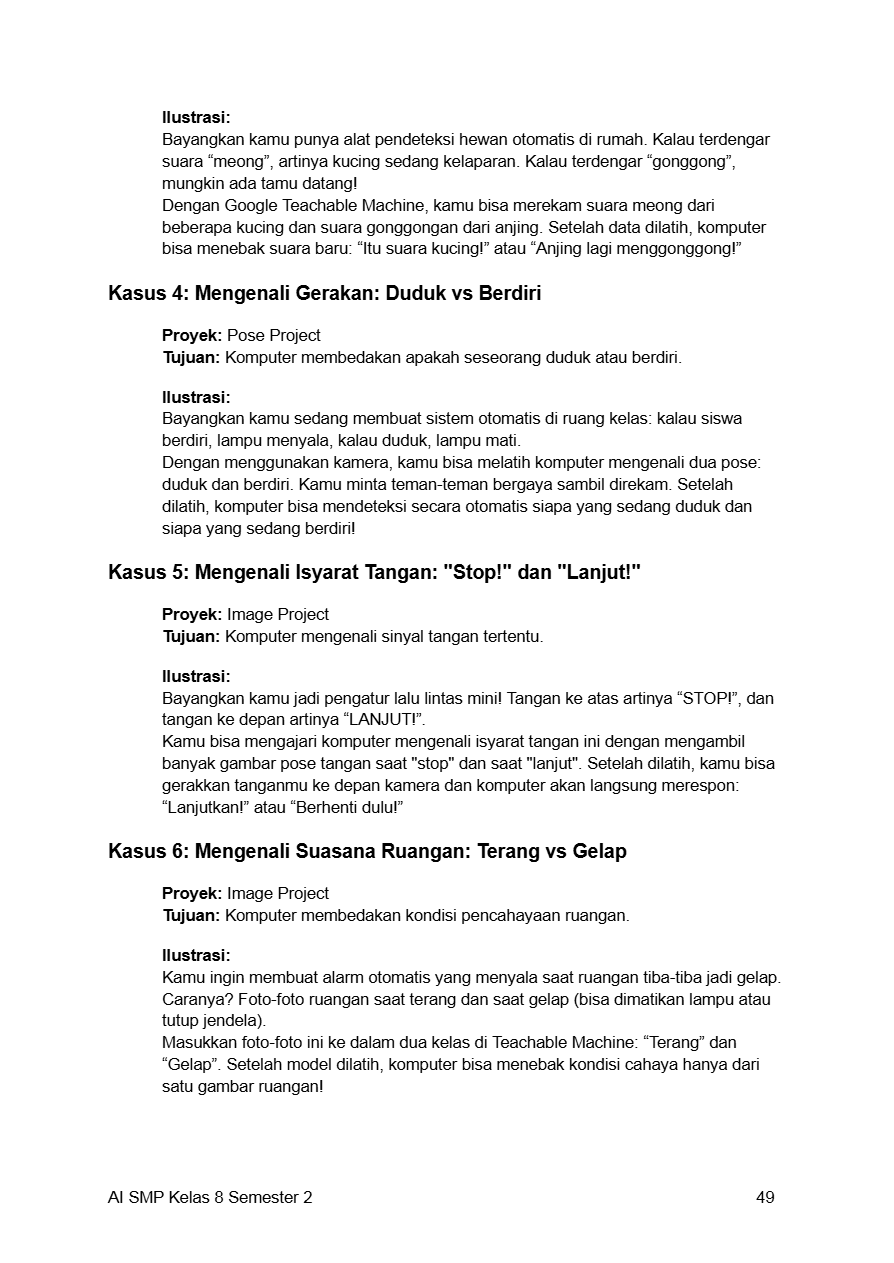 Ilustrasi:
Bayangkan kamu punya alat pendeteksi hewan otomatis di rumah. Kalau terdengar
suara “meong”, artinya kucing sedang kelaparan. Kalau terdengar “gonggong”,
mungkin ada tamu datang!
Dengan Google Teachable Machine, kamu bisa merekam suara meong dari
beberapa kucing dan suara gonggongan dari anjing. Setelah data dilatih, komputer
bisa menebak suara baru: “Itu suara kucing!” atau “Anjing lagi menggonggong!”
Kasus 4: Mengenali Gerakan: Duduk vs Berdiri
Proyek: Pose Project
Tujuan: Komputer membedakan apakah seseorang duduk atau berdiri.
Ilustrasi:
Bayangkan kamu sedang membuat sistem otomatis di ruang kelas: kalau siswa
berdiri, lampu menyala, kalau duduk, lampu mati.
Dengan menggunakan kamera, kamu bisa melatih komputer mengenali dua pose:
duduk dan berdiri. Kamu minta teman-teman bergaya sambil direkam. Setelah
dilatih, komputer bisa mendeteksi secara otomatis siapa yang sedang duduk dan
siapa yang sedang berdiri!
Kasus 5: Mengenali Isyarat Tangan: "Stop!" dan "Lanjut!"
Proyek: Image Project
Tujuan: Komputer mengenali sinyal tangan tertentu.
Ilustrasi:
Bayangkan kamu jadi pengatur lalu lintas mini! Tangan ke atas artinya “STOP!”, dan
tangan ke depan artinya “LANJUT!”.
Kamu bisa mengajari komputer mengenali isyarat tangan ini dengan mengambil
banyak gambar pose tangan saat "stop" dan saat "lanjut". Setelah dilatih, kamu bisa
gerakkan tanganmu ke depan kamera dan komputer akan langsung merespon:
“Lanjutkan!” atau “Berhenti dulu!”
Kasus 6: Mengenali Suasana Ruangan: Terang vs Gelap
Proyek: Image Project
Tujuan: Komputer membedakan kondisi pencahayaan ruangan.
Ilustrasi:
Kamu ingin membuat alarm otomatis yang menyala saat ruangan tiba-tiba jadi gelap.
Caranya? Foto-foto ruangan saat terang dan saat gelap (bisa dimatikan lampu atau
tutup jendela).
Masukkan foto-foto ini ke dalam dua kelas di Teachable Machine: “Terang” dan
“Gelap”. Setelah model dilatih, komputer bisa menebak kondisi cahaya hanya dari
satu gambar ruangan!
AI SMP Kelas 8 Semester 2 49